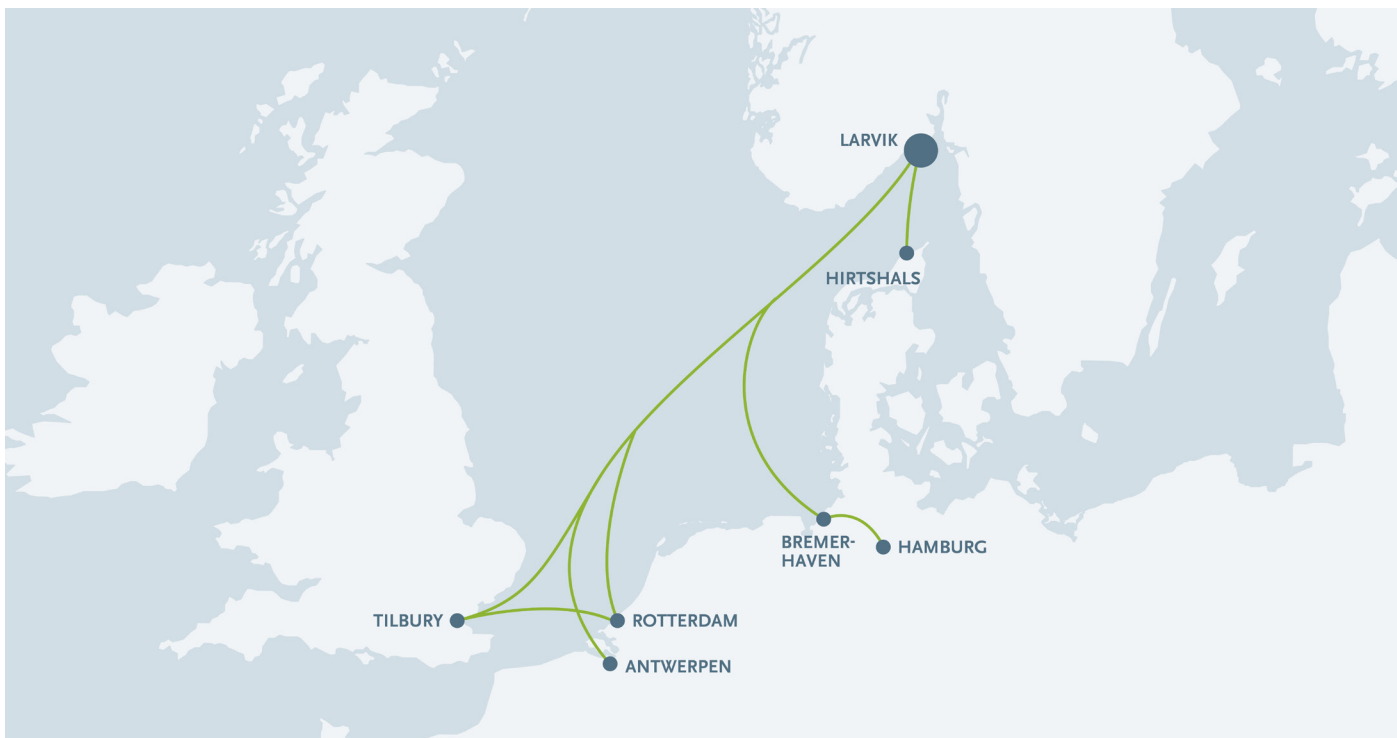 LARVIK
HIRTSHALS
BREMER-
HAVEN
HAMBURG
TILBURY
ROTTERDAM
ANTWERPEN